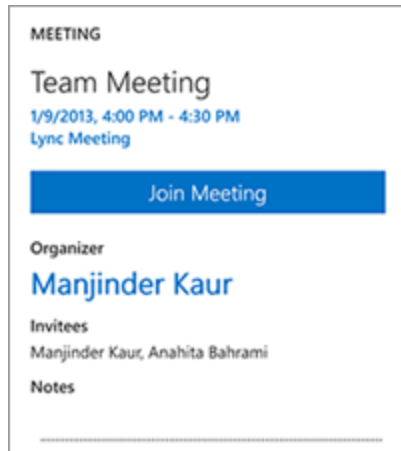 MEETING
Team Meeting
1/9/2013, 4:00 PM - 4:30 PM
Lync Meeting
Join Meeting
Organizer
Manjinder Kaur
Invitees
Manjinder Kaur, Anahita Bahrami
Notes